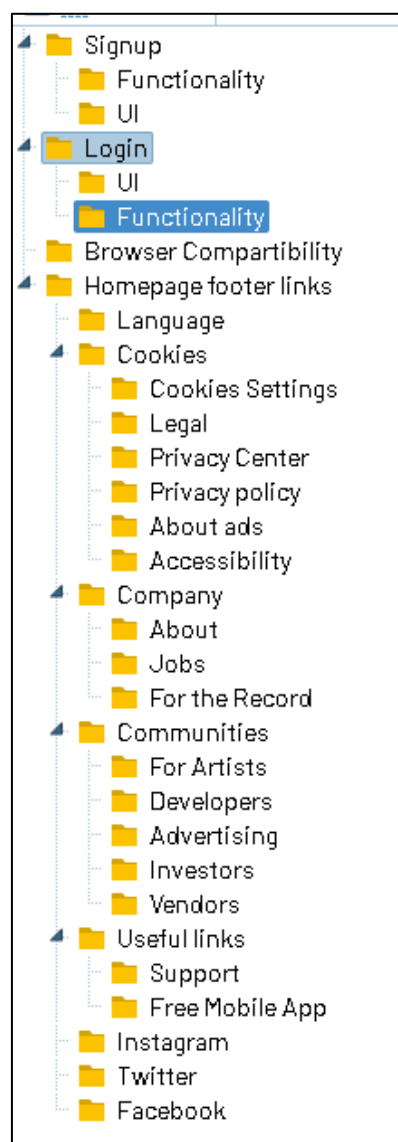 Signup
Functionality
UI
Login
UI
Functionality
Browser Compartibility
Homepage footer links
Language
Cookies
Cookies Settings
Legal
Privacy Center
Privacy policy
About ads
Accessibility
Company
About
Jobs
For the Record
Communities
For Artists
Developers
Advertising
Investors
Vendors
Useful links
Support
Free Mobile App
Instagram
Twitter
Facebook